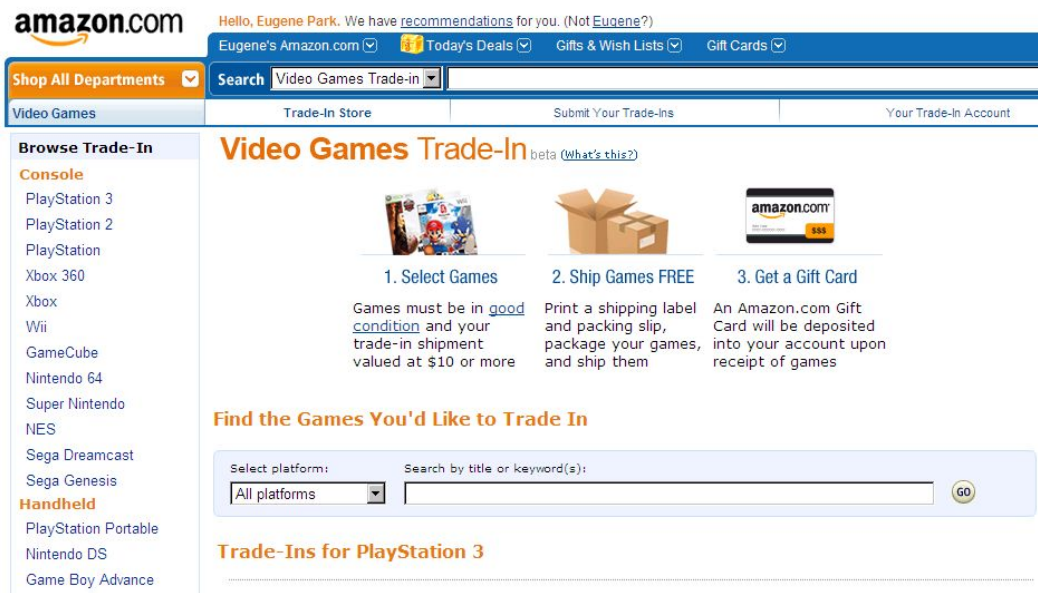 amazon.com
Hello, Eugene Park. We have recommendations for you. (Not Eugene?)
Eugene's Amazon.com Today's Deals Gifts & Wish Lists Gift Cards
Shop All Departments Search Video Games Trade-in
Video Games Trade-In Store Submit Your Trade-Ins Your Trade-In Account
Browse Trade-In
Console
PlayStation 3
PlayStation 2
PlayStation
Xbox 360
Xbox
Wii
GameCube
Nintendo 64
Super Nintendo
NES
Sega Dreamcast
Sega Genesis
Handheld
PlayStation Portable
Nintendo DS
Game Boy Advance
Video Games Trade-In beta (What's this?)
amazon.com
$$$
1. Select Games
Games must be in good
condition and your
trade-in shipment
valued at $10 or more
2. Ship Games FREE
Print a shipping label
and packing slip,
package your games,
and ship them
3. Get a Gift Card
An Amazon.com Gift
Card will be deposited
into your account upon
receipt of games
Find the Games You'd Like to Trade In
Select platform: Search by title or keyword(s):
All platforms GO
Trade-Ins for PlayStation 3